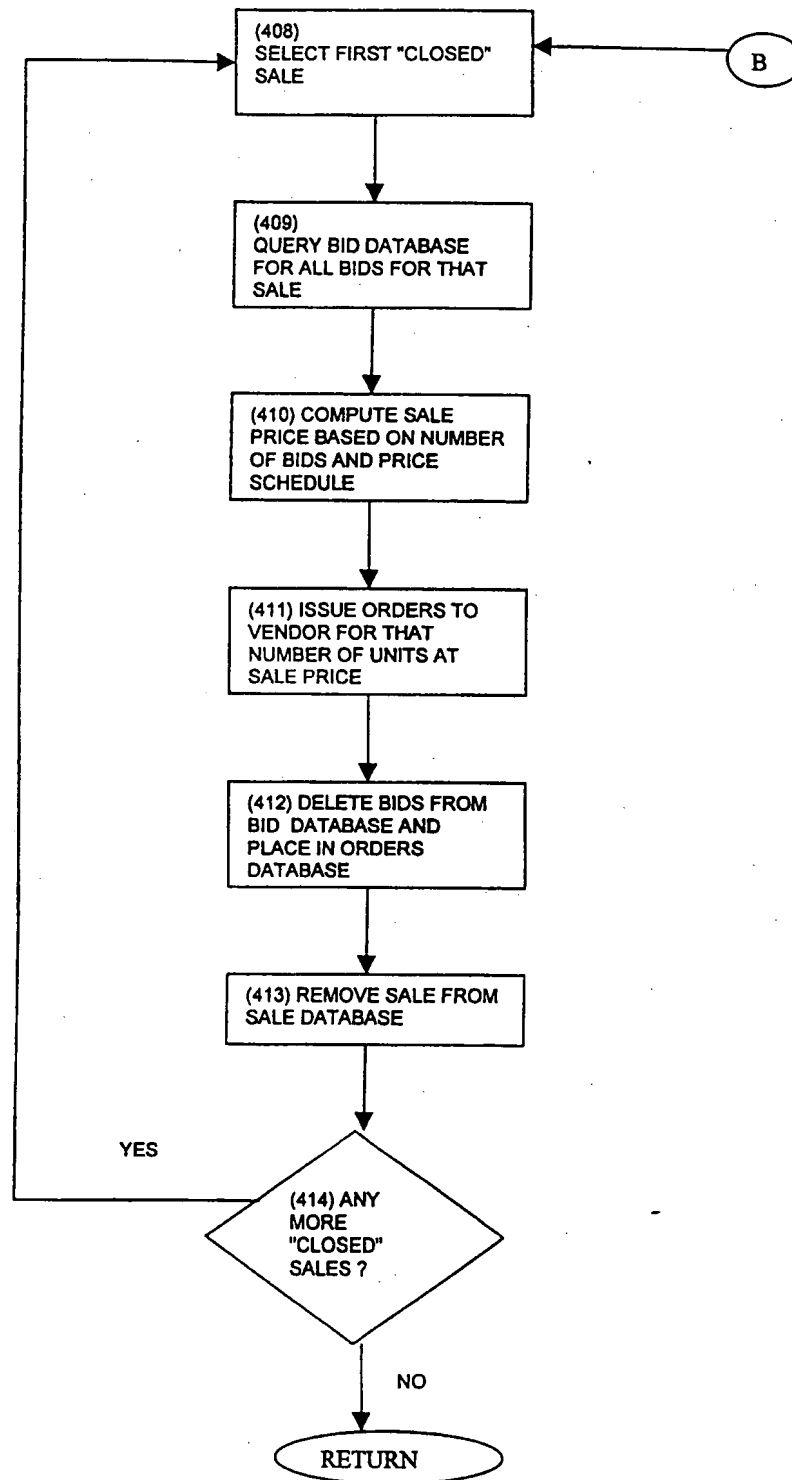 (408)
SELECT FIRST "CLOSED"
SALE
B
(409)
QUERY BID DATABASE
FOR ALL BIDS FOR THAT
SALE
(410) COMPUTE SALE
PRICE BASED ON NUMBER
OF BIDS AND PRICE
SCHEDULE
(411) ISSUE ORDERS TO
VENDOR FOR THAT
NUMBER OF UNITS AT
SALE PRICE
(412) DELETE BIDS FROM
BID DATABASE AND
PLACE IN ORDERS
DATABASE
(413) REMOVE SALE FROM
SALE DATABASE
YES
(414) ANY
MORE
"CLOSED"
SALES ?
NO
RETURN